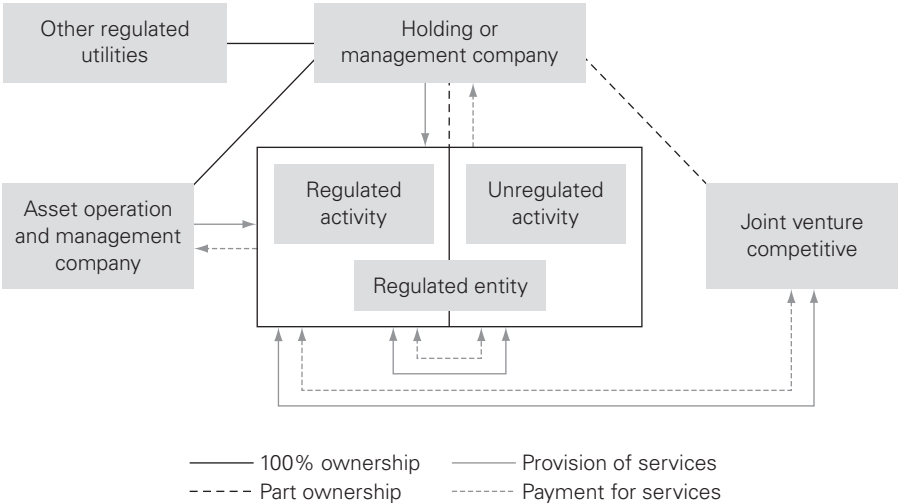 Other regulated
utilities
Holding or
management company
Regulated
activity
Unregulated
activity
Asset operation
and management
company
Joint venture
competitive
Regulated entity
100% ownership
Provision of services
Part ownership
Payment for services